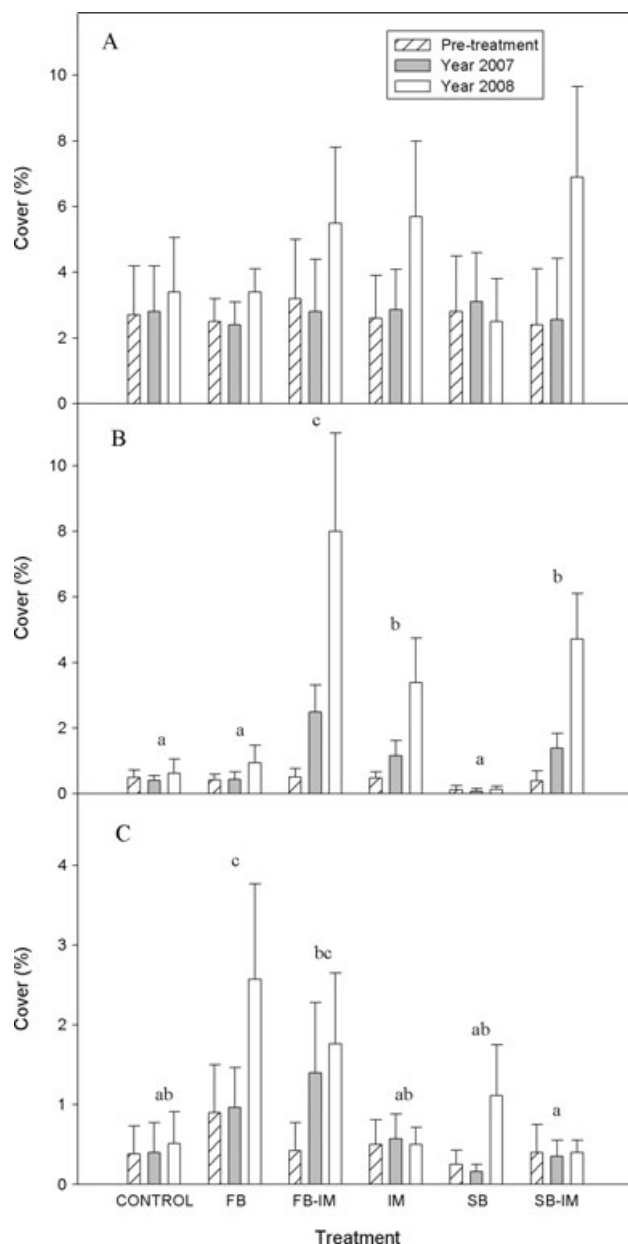 A
Pre-treatment
Year 2007
Year 2008
10
8
6
4
2
0
Cover (%)
B
c
10
8
6
4
2
0
Cover (%)
a
a
b
a
b
C
c
4
3
2
1
0
Cover (%)
ab
bc
ab
ab
a
CONTROL FB FB-IM IM SB SB-IM
Treatment